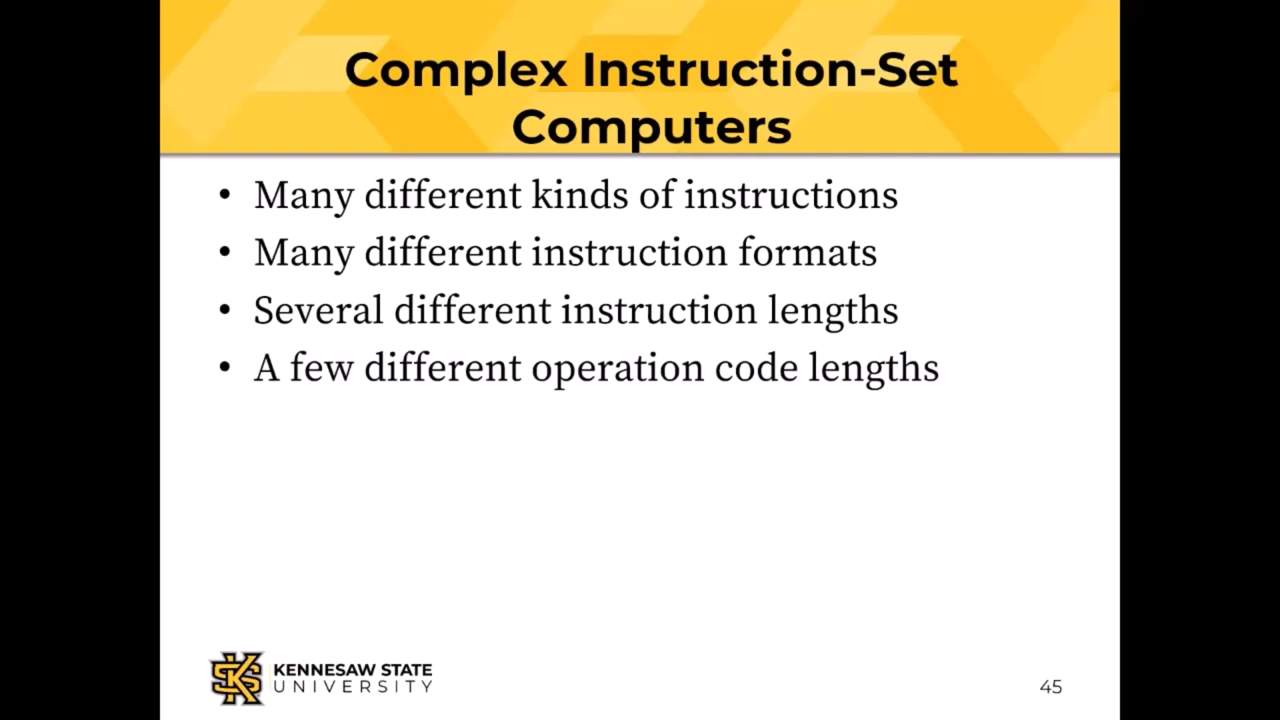 Complex Instruction-Set
Computers
• Many different kinds of instructions
• Many different instruction formats
• Several different instruction lengths
• A few different operation code lengths
KS
KENNESAW STATE
UNIVERSITY
45